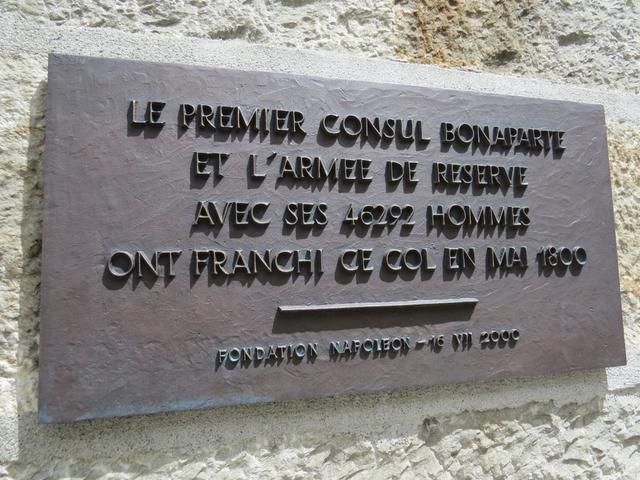 LE PREMIER CONSUL BONAPARTE
ET L'ARMEE DE RESERVE
AVEC SES 46292 HOMMES
ONT FRANCHI CE COL EN MAI 1800
FONDATION NAPOLEON - 16 VII 2000